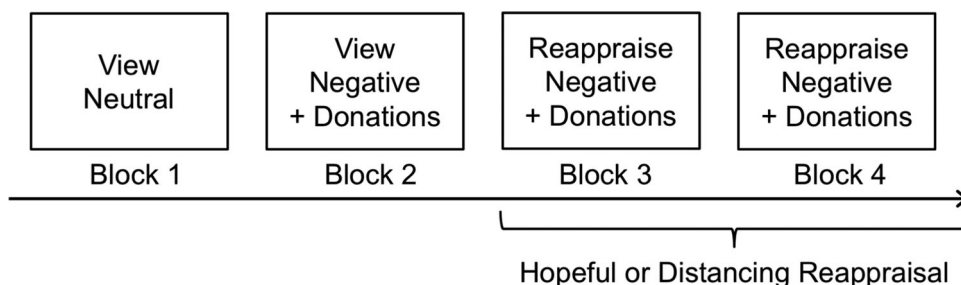 View
Neutral
View
Negative
+ Donations
Reappraise
Negative
+ Donations
Reappraise
Negative
+ Donations
Block 1
Block 2
Block 3
Block 4
Hopeful or Distancing Reappraisal